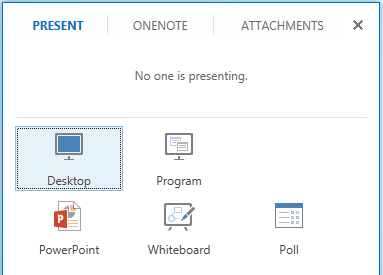 PRESENT ONENOTE ATTACHMENTS
No one is presenting.
Desktop Program
PowerPoint Whiteboard Poll